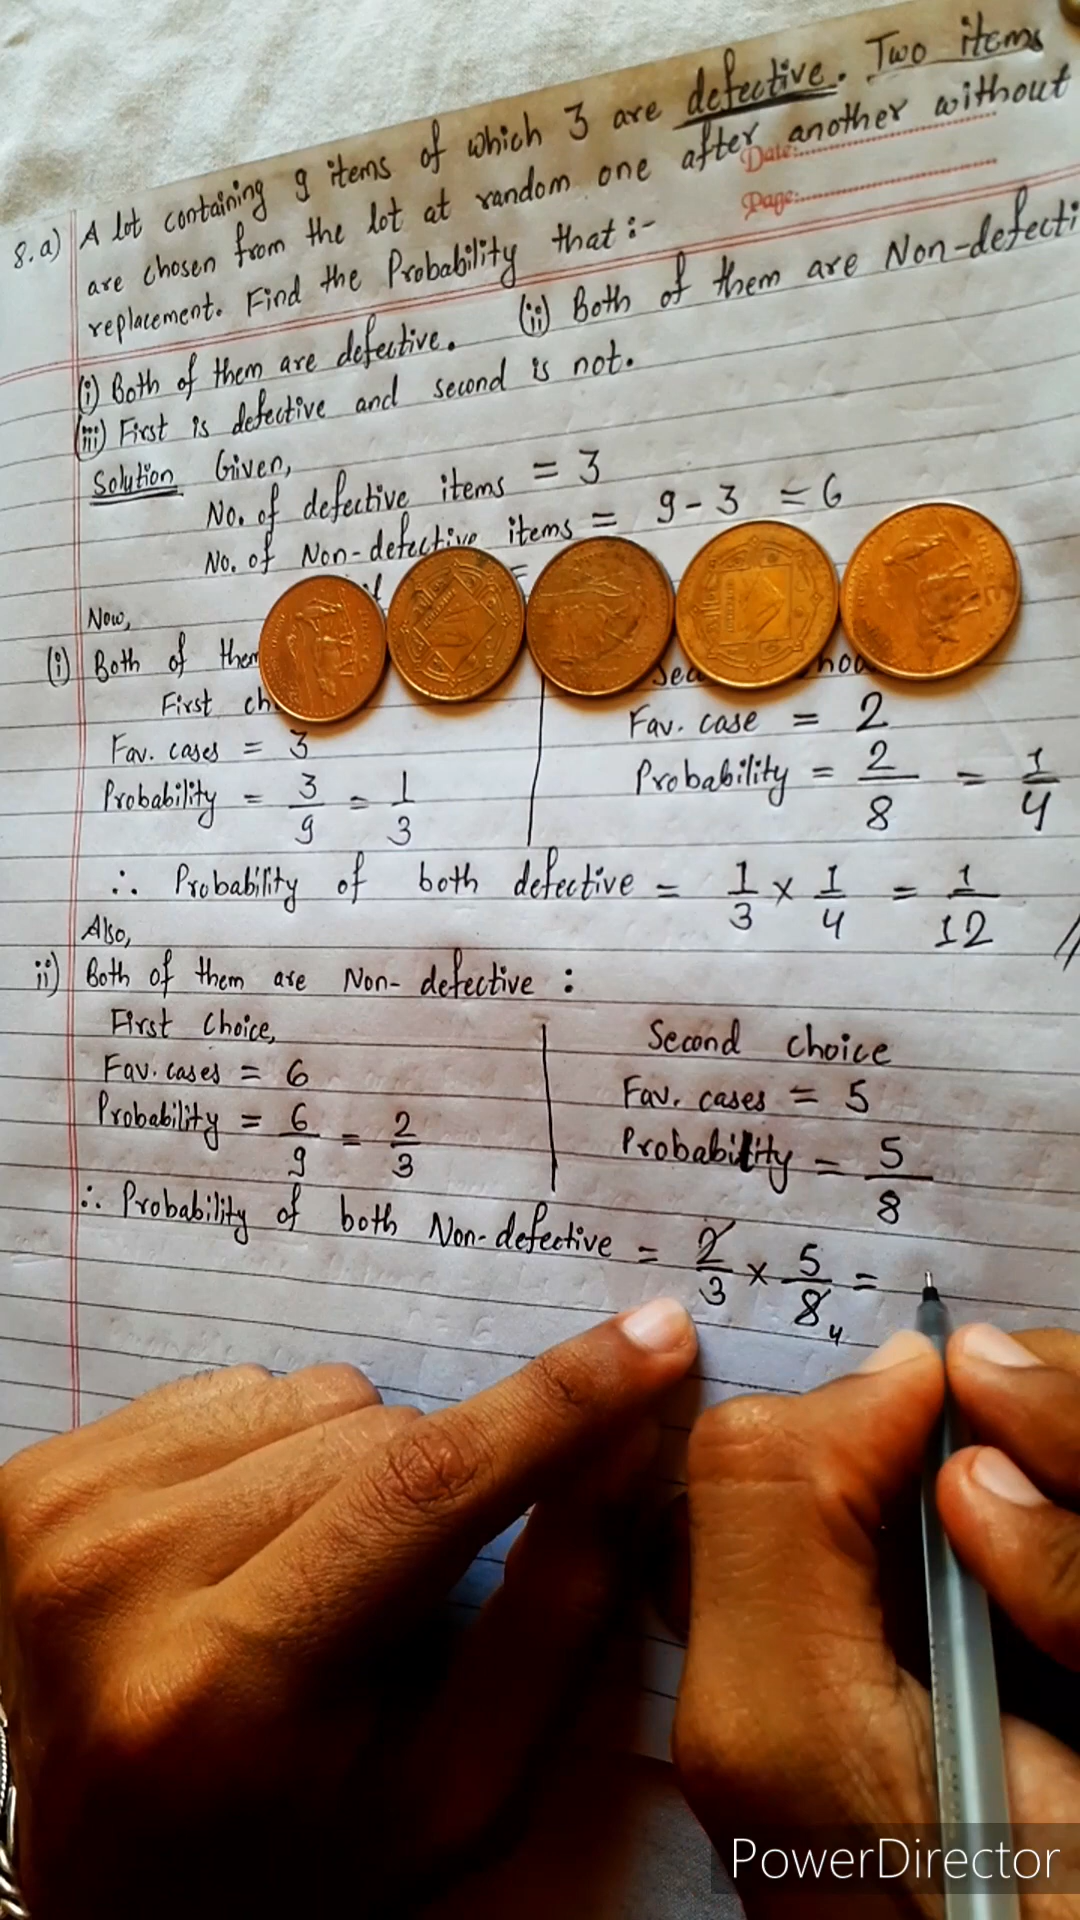 8.a) A lot containing 9 items of which 3 are defective. Two items
are chosen from the lot at random one after another without
replacement. Find the Probability that :-
Date:
Page:
(i) Both of them are defective. (ii) Both of them are Non-defecti
(iii) First is defective and second is not.
Solution Given,
No. of defective items = 3
No. of Non-defective items = 9 - 3 = 6
=
Now,
(i) Both of them
First ch
Fav. cases = 3
Fav. case = 2
Probability = 3/9 = 1/3
Probability = 2/8 = 1/4
∴ Probability of both defective = 1/3 × 1/4 = 1/12 //
Also,
ii) Both of them are Non-defective :
First Choice,
Second choice
Fav. cases = 6
Fav. cases = 5
Probability = 6/9 = 2/3
Probability = 5/8
∴ Probability of both Non-defective = 2/3 × 5/8 4 =
PowerDirector